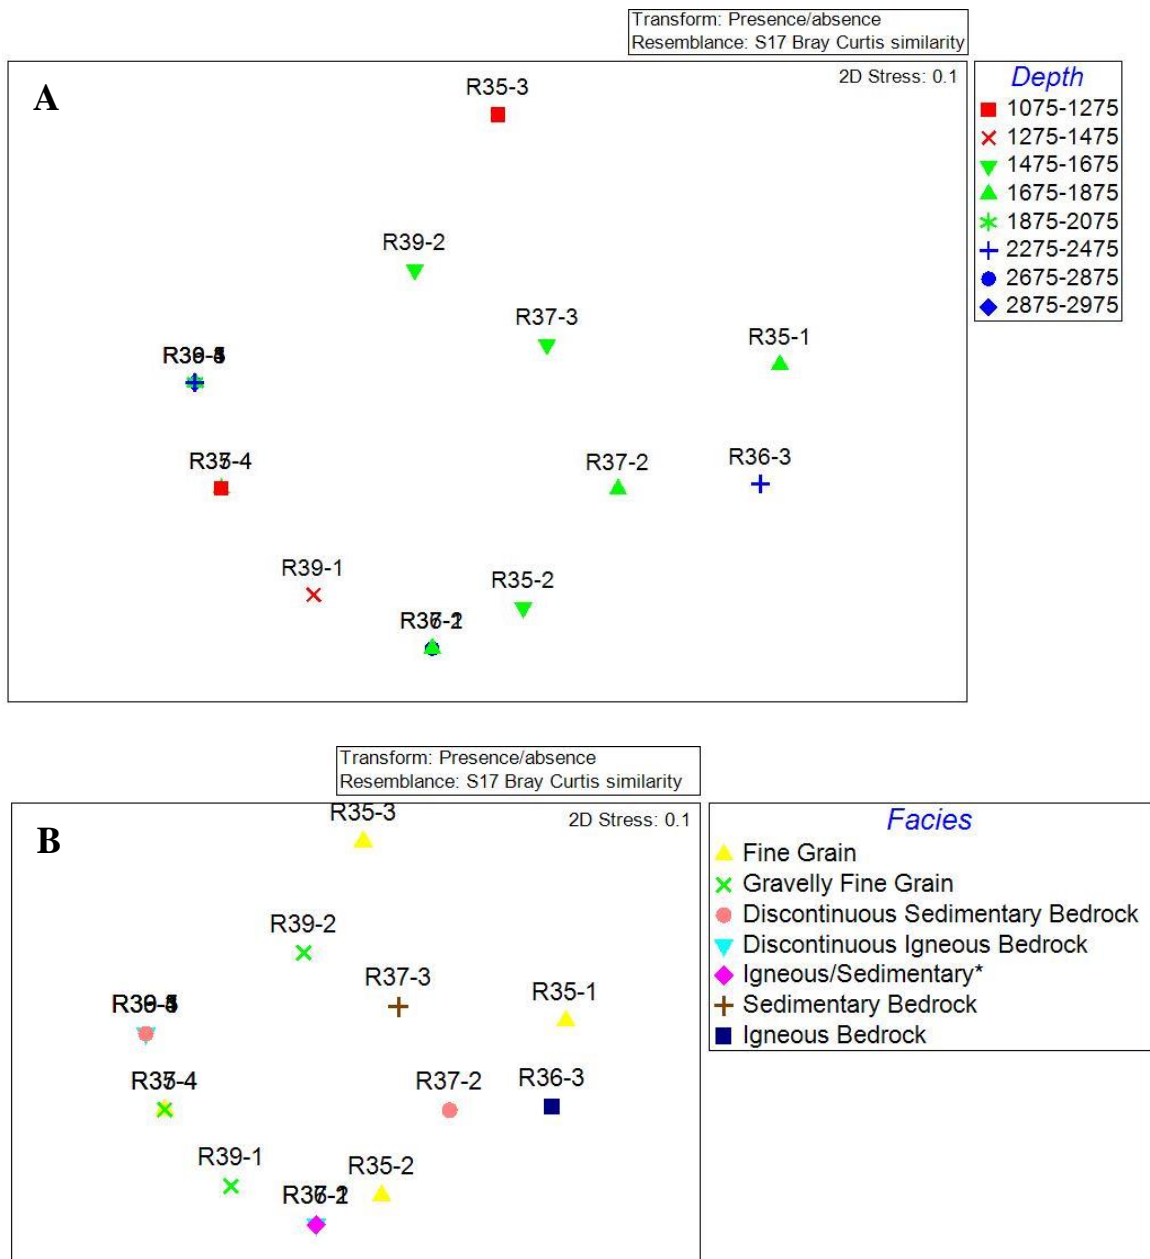 Transform: Presence/absence
Resemblance: S17 Bray Curtis similarity
A
2D Stress: 0.1
Depth
1075-1275
1275-1475
1475-1675
1675-1875
1875-2075
2275-2475
2675-2875
2875-2975
R35-3
R39-2
R37-3
R35-1
R37-2
R36-3
R39-1
R35-2
Transform: Presence/absence
Resemblance: S17 Bray Curtis similarity
B
2D Stress: 0.1
Facies
Fine Grain
Gravelly Fine Grain
Discontinuous Sedimentary Bedrock
Discontinuous Igneous Bedrock
Igneous/Sedimentary*
Sedimentary Bedrock
Igneous Bedrock
R35-3
R39-2
R37-3
R35-1
R37-2
R36-3
R39-1
R35-2